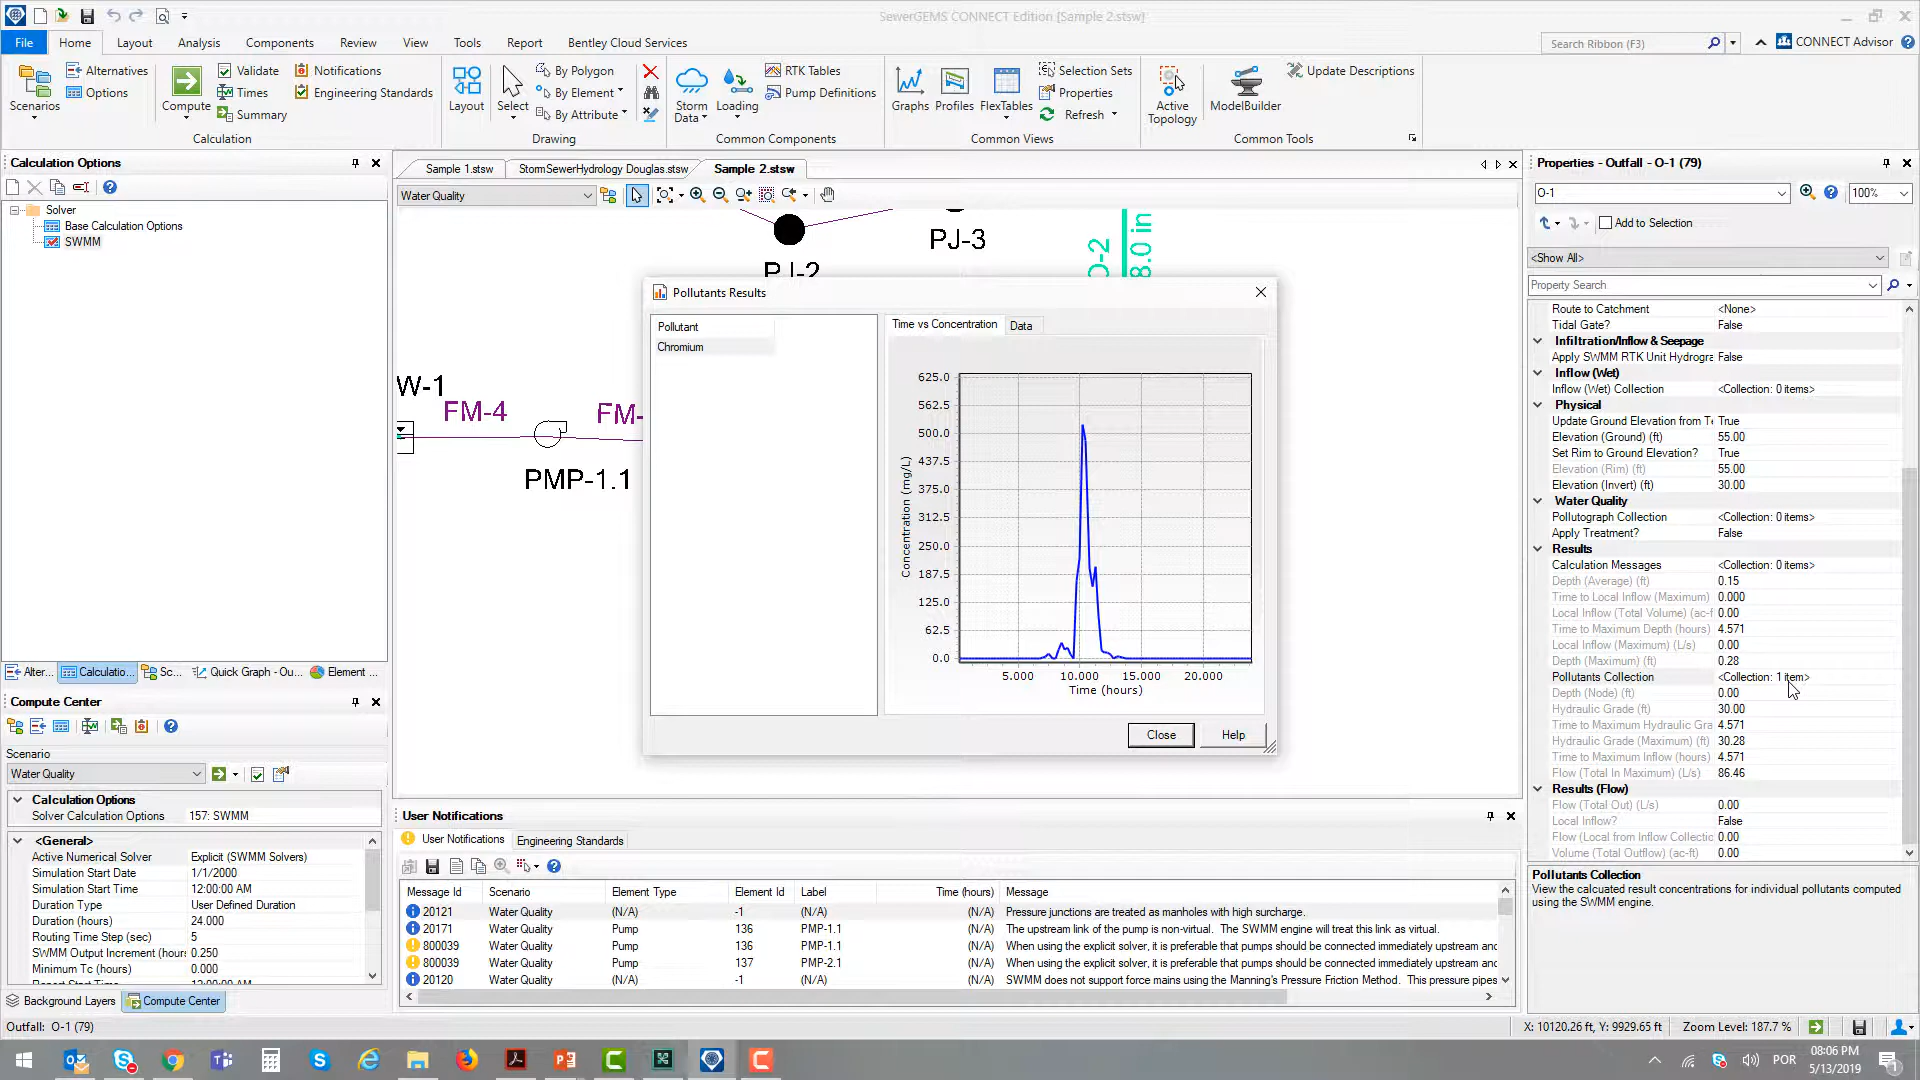 SewerGEMS CONNECT Edition [Sample 2.stsw]
File
Home
Layout
Analysis
Components
Review
View
Tools
Report
Bentley Cloud Services
Search Ribbon (F3)
CONNECT Advisor
Scenarios
Alternatives
Options
Compute
Validate
Times
Summary
Notifications
Engineering Standards
Calculation
Layout
Select
By Polygon
By Element
By Attribute
Drawing
Storm Data
Loading
RTK Tables
Pump Definitions
Common Components
Graphs
Profiles
FlexTables
Selection Sets
Properties
Refresh
Common Views
Active Topology
ModelBuilder
Update Descriptions
Common Tools
Calculation Options
Solver
Base Calculation Options
SWMM
Alter...
Calculatio...
Sc...
Quick Graph - Ou...
Element ...
Compute Center
Scenario
Water Quality
Calculation Options
Solver Calculation Options 157: SWMM
<General>
Active Numerical Solver Explicit (SWMM Solvers)
Simulation Start Date 1/1/2000
Simulation Start Time 12:00:00 AM
Duration Type User Defined Duration
Duration (hours) 24.000
Routing Time Step (sec) 5
SWMM Output Increment (hours 0.250
Minimum Tc (hours) 0.000
Background Layers
Compute Center
Sample 1.stsw
StormSewerHydrology Douglas.stsw
Sample 2.stsw
Water Quality
PJ-2
PJ-3
O-2
8.0 in
W-1
FM-4
FM-
PMP-1.1
Pollutants Results
Pollutant
Chromium
Time vs Concentration
Data
625.0
562.5
500.0
437.5
375.0
312.5
250.0
187.5
125.0
62.5
0.0
Concentration (mg/L)
5.000 10.000 15.000 20.000
Time (hours)
Close
Help
User Notifications
User Notifications
Engineering Standards
Message Id Scenario Element Type Element Id Label Time (hours) Message
20121 Water Quality (N/A) -1 (N/A) (N/A) Pressure junctions are treated as manholes with high surcharge.
20171 Water Quality Pump 136 PMP-1.1 (N/A) The upstream link of the pump is non-virtual. The SWMM engine will treat this link as virtual.
800039 Water Quality Pump 136 PMP-1.1 (N/A) When using the explicit solver, it is preferable that pumps should be connected immediately upstream anc
800039 Water Quality Pump 137 PMP-2.1 (N/A) When using the explicit solver, it is preferable that pumps should be connected immediately upstream anc
20120 Water Quality (N/A) -1 (N/A) (N/A) SWMM does not support force mains using the Manning's Pressure Friction Method. This pressure pipes
Properties - Outfall - O-1 (79)
O-1
100%
Add to Selection
<Show All>
Property Search
Route to Catchment <None>
Tidal Gate? False
Infiltration/Inflow & Seepage
Apply SWMM RTK Unit Hydrogra False
Inflow (Wet)
Inflow (Wet) Collection <Collection: 0 items>
Physical
Update Ground Elevation from Te True
Elevation (Ground) (ft) 55.00
Set Rim to Ground Elevation? True
Elevation (Rim) (ft) 55.00
Elevation (Invert) (ft) 30.00
Water Quality
Pollutograph Collection <Collection: 0 items>
Apply Treatment? False
Results
Calculation Messages <Collection: 0 items>
Depth (Average) (ft) 0.15
Time to Local Inflow (Maximum) 0.000
Local Inflow (Total Volume) (ac-f 0.00
Time to Maximum Depth (hours) 4.571
Local Inflow (Maximum) (L/s) 0.00
Depth (Maximum) (ft) 0.28
Pollutants Collection <Collection: 1 item>
Depth (Node) (ft) 0.00
Hydraulic Grade (ft) 30.00
Time to Maximum Hydraulic Gra 4.571
Hydraulic Grade (Maximum) (ft) 30.28
Time to Maximum Inflow (hours) 4.571
Flow (Total In Maximum) (L/s) 86.46
Results (Flow)
Flow (Total Out) (L/s) 0.00
Local Inflow? False
Flow (Local from Inflow Collectio 0.00
Volume (Total Outflow) (ac-ft) 0.00
Pollutants Collection
View the calcuated result concentrations for individual pollutants computed
using the SWMM engine.
Outfall: O-1 (79)
X: 10120.26 ft, Y: 9929.65 ft
Zoom Level: 187.7 %
POR
08:06 PM
5/13/2019